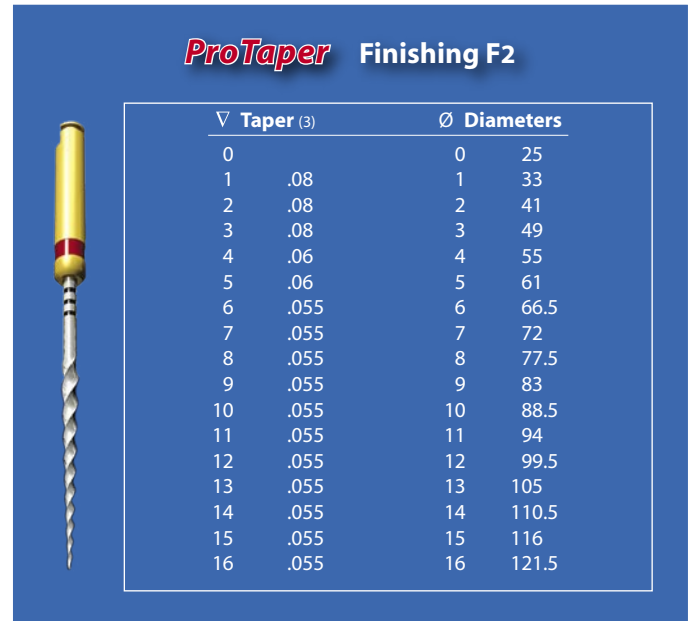 ProTaper Finishing F2
∇ Taper (3) Ø Diameters
0 0 25
1 .08 1 33
2 .08 2 41
3 .08 3 49
4 .06 4 55
5 .06 5 61
6 .055 6 66.5
7 .055 7 72
8 .055 8 77.5
9 .055 9 83
10 .055 10 88.5
11 .055 11 94
12 .055 12 99.5
13 .055 13 105
14 .055 14 110.5
15 .055 15 116
16 .055 16 121.5